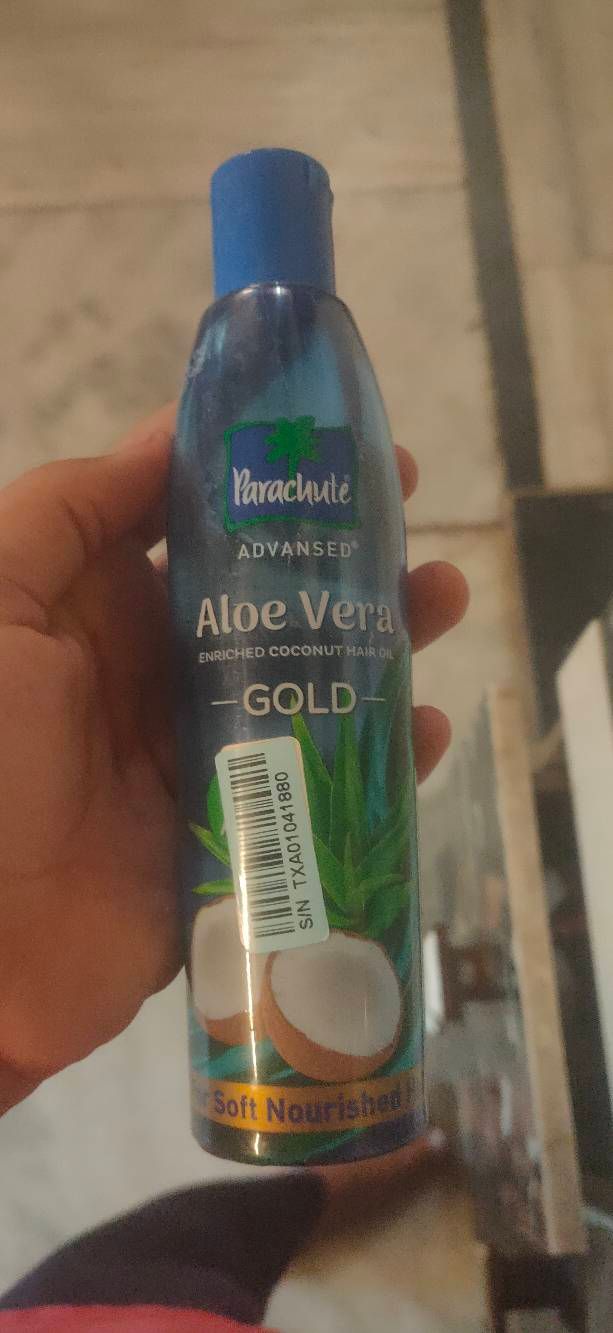 Parachute®
ADVANSED®
Aloe Vera
ENRICHED COCONUT HAIR OIL
GOLD
S/N TXA01041880
Soft Nourished